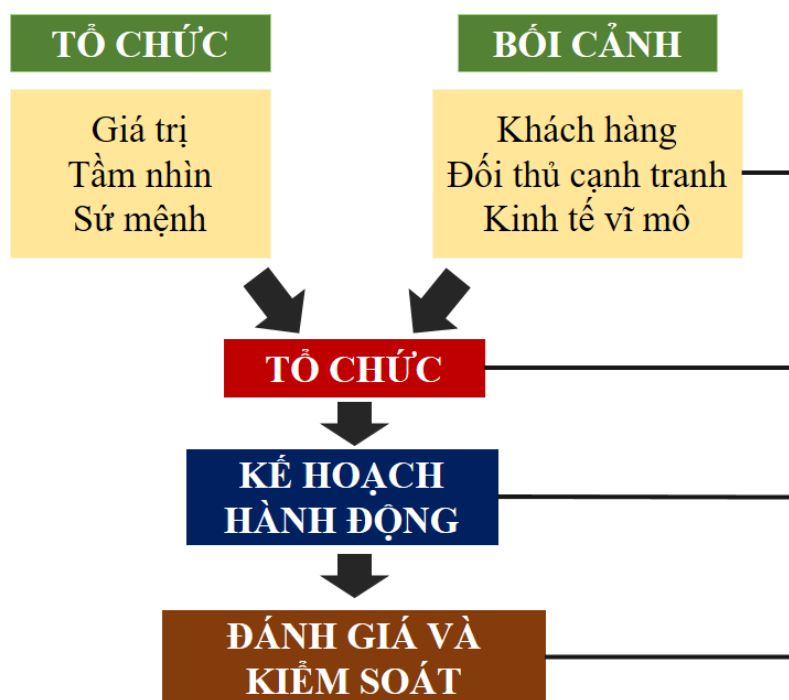 TỔ CHỨC
BỐI CẢNH
Giá trị
Tầm nhìn
Sứ mệnh
Khách hàng
Đối thủ cạnh tranh
Kinh tế vĩ mô
TỔ CHỨC
KẾ HOẠCH
HÀNH ĐỘNG
ĐÁNH GIÁ VÀ
KIỂM SOÁT